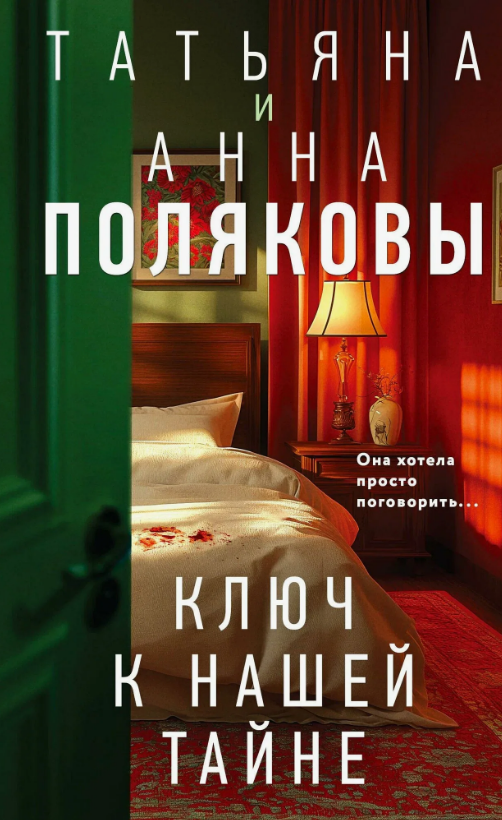 ТАТЬЯНА
И
АННА
ПОЛЯКОВЫ
Она хотела
просто
поговорить...
КЛЮЧ
К НАШЕЙ
ТАЙНЕ